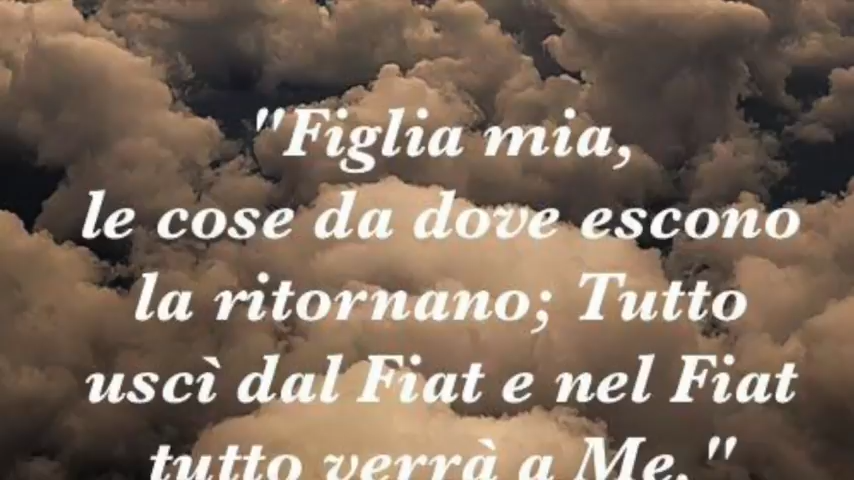 "Figlia mia,
le cose da dove escono
la ritornano; Tutto
uscì dal Fiat e nel Fiat
tutto verrà a Me."